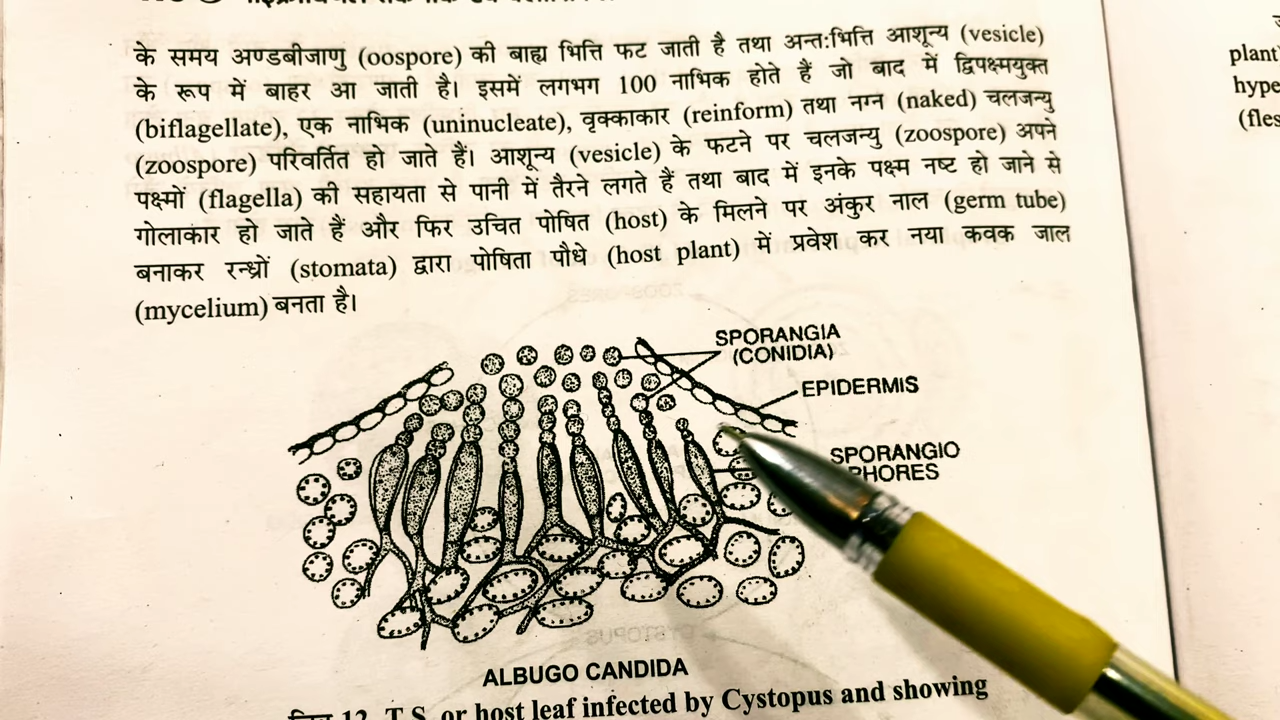 के समय अण्डबीजाणु (oospore) की बाह्य भित्ति फट जाती है तथा अन्त:भित्ति आशून्य (vesicle)
के रूप में बाहर आ जाती है। इसमें लगभग 100 नाभिक होते हैं जो बाद में द्विपक्ष्मयुक्त
(biflagellate), एक नाभिक (uninucleate), वृक्काकार (reinform) तथा नग्न (naked) चलजन्यु
(zoospore) परिवर्तित हो जाते हैं। आशून्य (vesicle) के फटने पर चलजन्यु (zoospore) अपने
पक्ष्मों (flagella) की सहायता से पानी में तैरने लगते हैं तथा बाद में इनके पक्ष्म नष्ट हो जाने से
गोलाकार हो जाते हैं और फिर उचित पोषित (host) के मिलने पर अंकुर नाल (germ tube)
बनाकर रन्ध्रों (stomata) द्वारा पोषिता पौधे (host plant) में प्रवेश कर नया कवक जाल
(mycelium) बनता है।
SPORANGIA
(CONIDIA)
EPIDERMIS
SPORANGIO
PHORES
ALBUGO CANDIDA
चित्र 12. T.S. or host leaf infected by Cystopus and showing
plant
hype
(fles